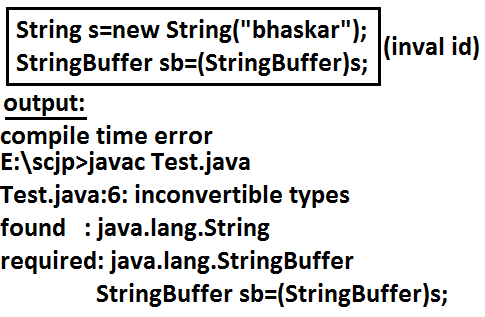 String s=new String("bhaskar");
StringBuffer sb=(StringBuffer)s;
(inval id)
output:
compile time error
E:\scjp>javac Test.java
Test.java:6: inconvertible types
found : java.lang.String
required: java.lang.StringBuffer
StringBuffer sb=(StringBuffer)s;